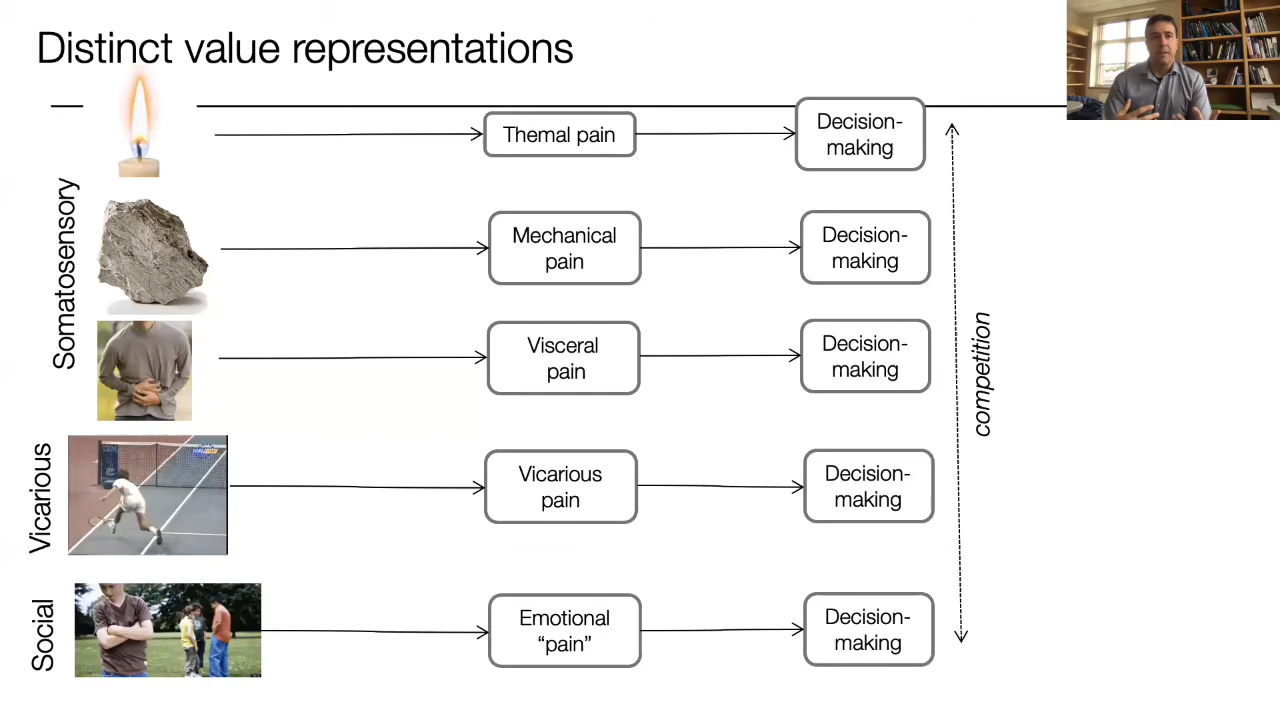 Distinct value representations
Somatosensory
Themal pain
Decision-
making
Mechanical
pain
Decision-
making
Visceral
pain
Decision-
making
competition
Vicarious
Vicarious
pain
Decision-
making
Social
Emotional
“pain”
Decision-
making